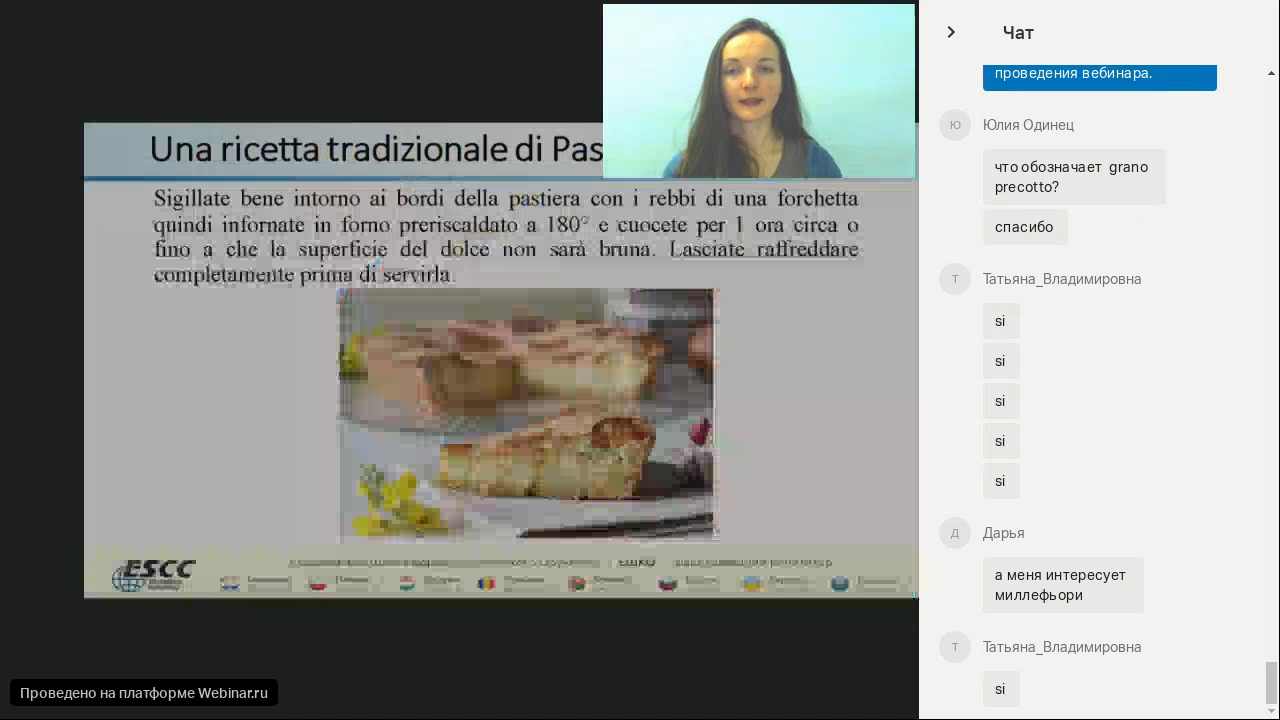 Чат
проведения вебинара.
Ю
Юлия Одинец
что обозначает grano
precotto?
спасибо
Т
Татьяна_Владимировна
si
si
si
si
si
Д
Дарья
а меня интересует
миллефьори
Т
Татьяна_Владимировна
si
Una ricetta tradizionale di Pas
Sigillate bene intorno ai bordi della pastiera con i rebbi di una forchetta
quindi infornate in forno preriscaldato a 180° e cuocete per 1 ora circa o
fino a che la superficie del dolce non sarà bruna. Lasciate raffreddare
completamente prima di servirla
ESCC
Проведено на платформе Webinar.ru